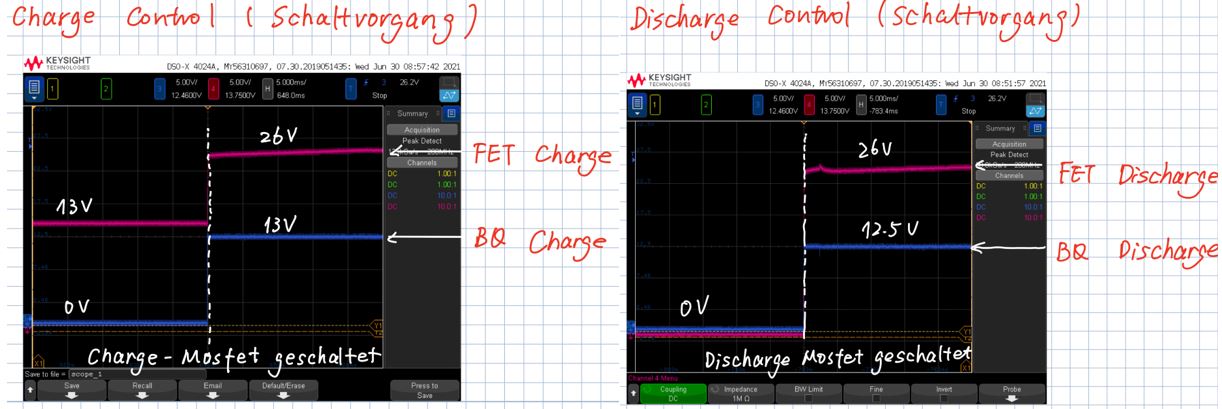 Charge Control (Schaltvorgang)
KEYSIGHT
TECHNOLOGIES
DSO-X 4024A, MY56310697, 07.30.2019051435: Wed Jun 30 08:57:42 2021
1 2 3 5.00V/ 4 5.00V/ H 5.000ms/ T 3 26.2V
12.4600V 13.7500V 648.0ms Stop
Summary
Acquisition
Peak Detect
Channels
DC 1.00:1
DC 1.00:1
DC 10.0:1
DC 10.0:1
26V
13V
13V
0V
FET Charge
BQ Charge
Y1
Y2
X1
Charge-Mosfet geschaltet
Save to file = scope_1
Save Recall Email Default/Erase Press to
Save
Discharge Control (Schaltvorgang)
KEYSIGHT
TECHNOLOGIES
DSO-X 4024A, MY56310697, 07.30.2019051435: Wed Jun 30 08:51:57 2021
1 2 3 5.00V/ 4 5.00V/ H 5.000ms/ T 3 26.2V
12.4600V 13.7500V -783.4ms Stop
Summary
Acquisition
Peak Detect
Channels
DC 1.00:1
DC 1.00:1
DC 10.0:1
DC 10.0:1
26V
12.5V
0V
FET Discharge
BQ Discharge
Y1
X1
Discharge Mosfet geschaltet
Channel 4 Menu
Coupling Impedance BW Limit Fine Invert Probe
DC 1M Ω